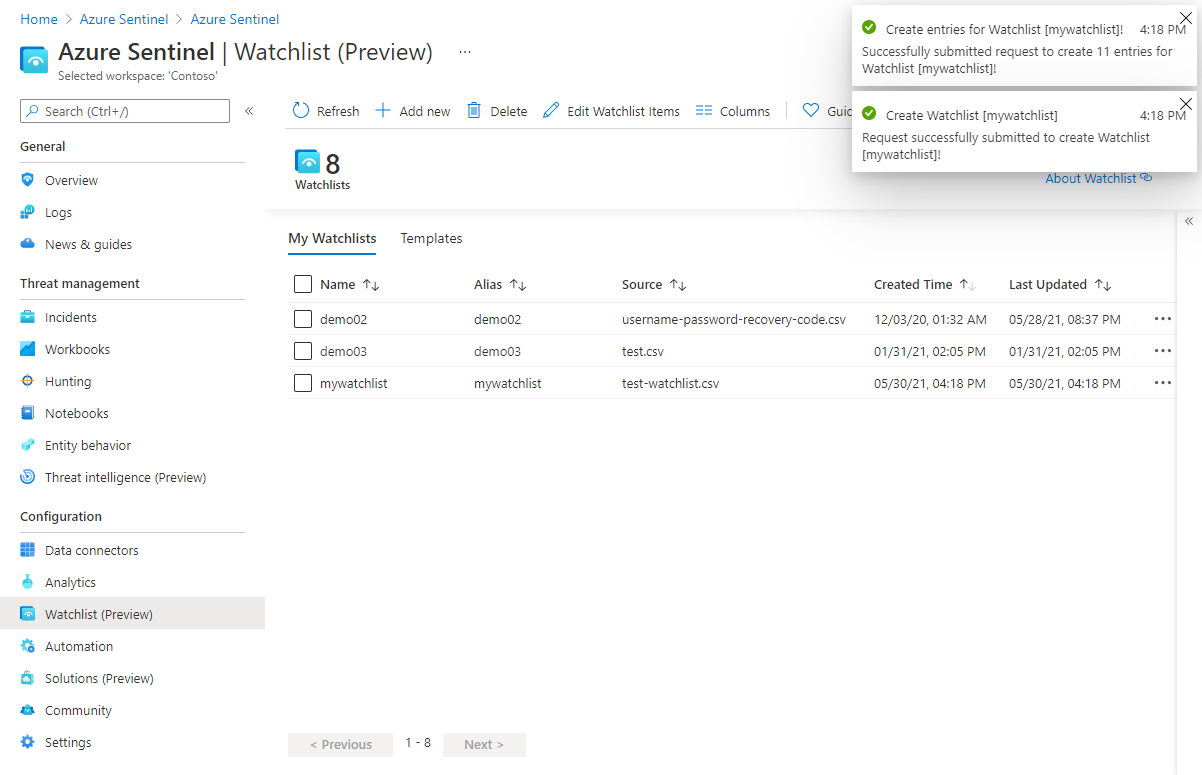 Home > Azure Sentinel > Azure Sentinel
Azure Sentinel | Watchlist (Preview) ...
Selected workspace: 'Contoso'
Create entries for Watchlist [mywatchlist]! 4:18 PM
Successfully submitted request to create 11 entries for
Watchlist [mywatchlist]!
Create Watchlist [mywatchlist] 4:18 PM
Request successfully submitted to create Watchlist
[mywatchlist]!
Search (Ctrl+/) «
Refresh Add new Delete Edit Watchlist Items Columns
General
Overview
Logs
News & guides
Threat management
Incidents
Workbooks
Hunting
Notebooks
Entity behavior
Threat intelligence (Preview)
Configuration
Data connectors
Analytics
Watchlist (Preview)
Automation
Solutions (Preview)
Community
Settings
8
Watchlists
About Watchlist
«
My Watchlists Templates
Name ↑↓ Alias ↑↓ Source ↑↓ Created Time ↑↓ Last Updated ↑↓
demo02 demo02 username-password-recovery-code.csv 12/03/20, 01:32 AM 05/28/21, 08:37 PM ...
demo03 demo03 test.csv 01/31/21, 02:05 PM 01/31/21, 02:05 PM ...
mywatchlist mywatchlist test-watchlist.csv 05/30/21, 04:18 PM 05/30/21, 04:18 PM ...
< Previous 1 - 8 Next >